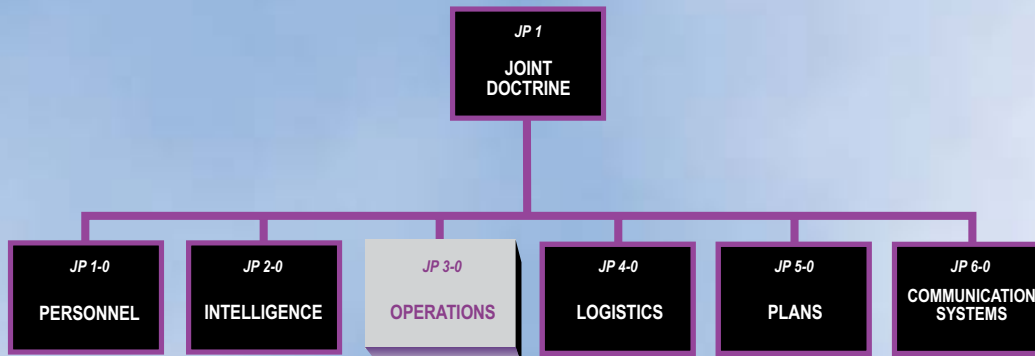 JP 1
JOINT
DOCTRINE
JP 1-0
PERSONNEL
JP 2-0
INTELLIGENCE
JP 3-0
OPERATIONS
JP 4-0
LOGISTICS
JP 5-0
PLANS
JP 6-0
COMMUNICATION
SYSTEMS